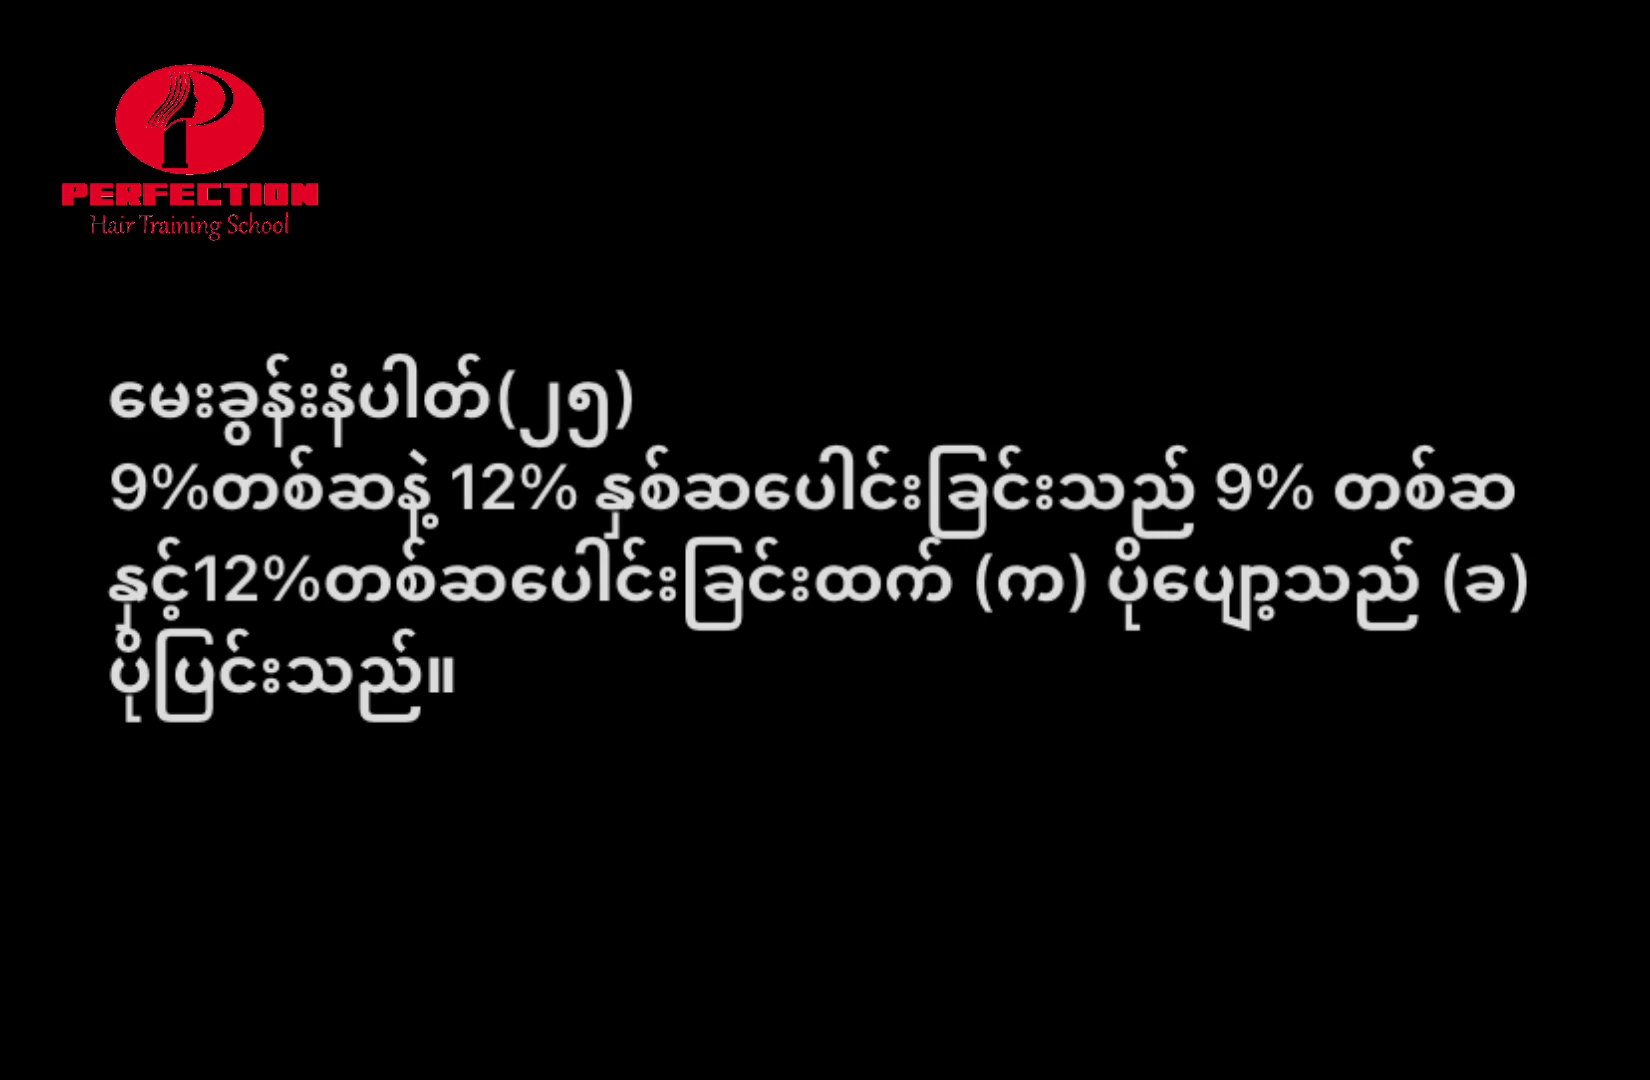 PERFECTION
Hair Training School
မေးခွန်းနံပါတ်(၂၅)
9%တစ်ဆနဲ့ 12% နှစ်ဆပေါင်းခြင်းသည် 9% တစ်ဆ
နှင့်12%တစ်ဆပေါင်းခြင်းထက် (က) ပိုပျော့သည် (ခ)
ပိုပြင်းသည်။